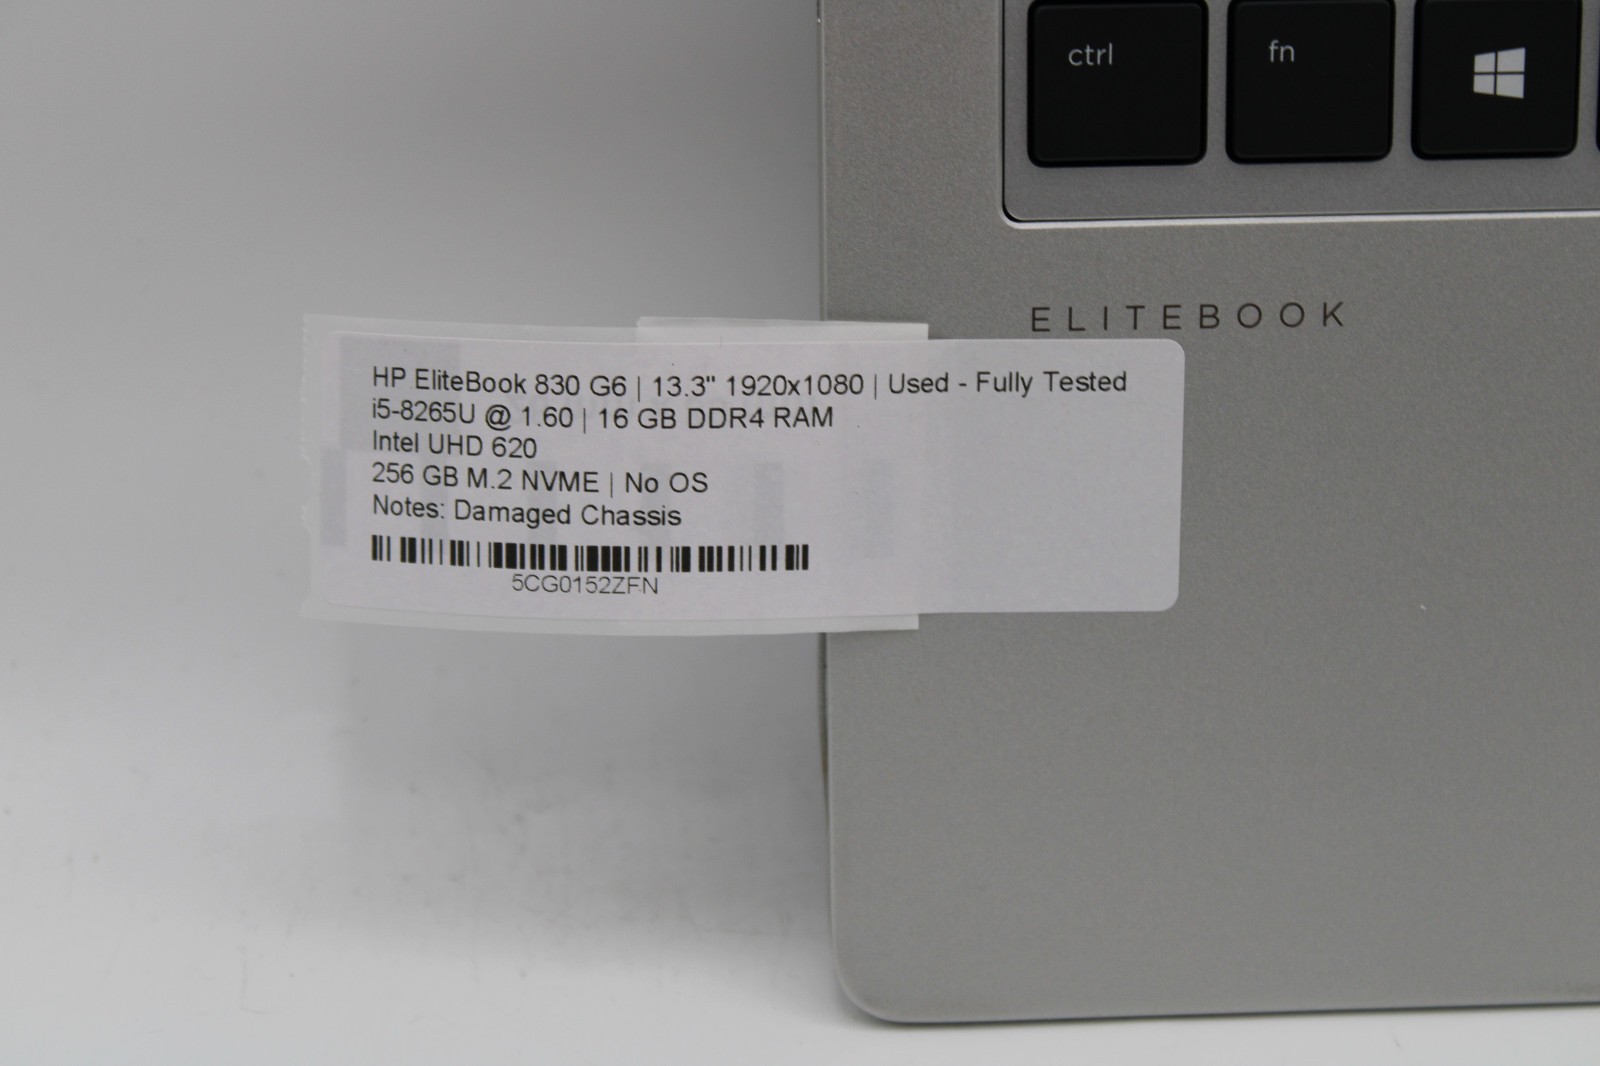 ctrl fn
ELITEBOOK
HP EliteBook 830 G6 | 13.3" 1920x1080 | Used - Fully Tested
i5-8265U @ 1.60 | 16 GB DDR4 RAM
Intel UHD 620
256 GB M.2 NVME | No OS
Notes: Damaged Chassis
5CG0152ZFN